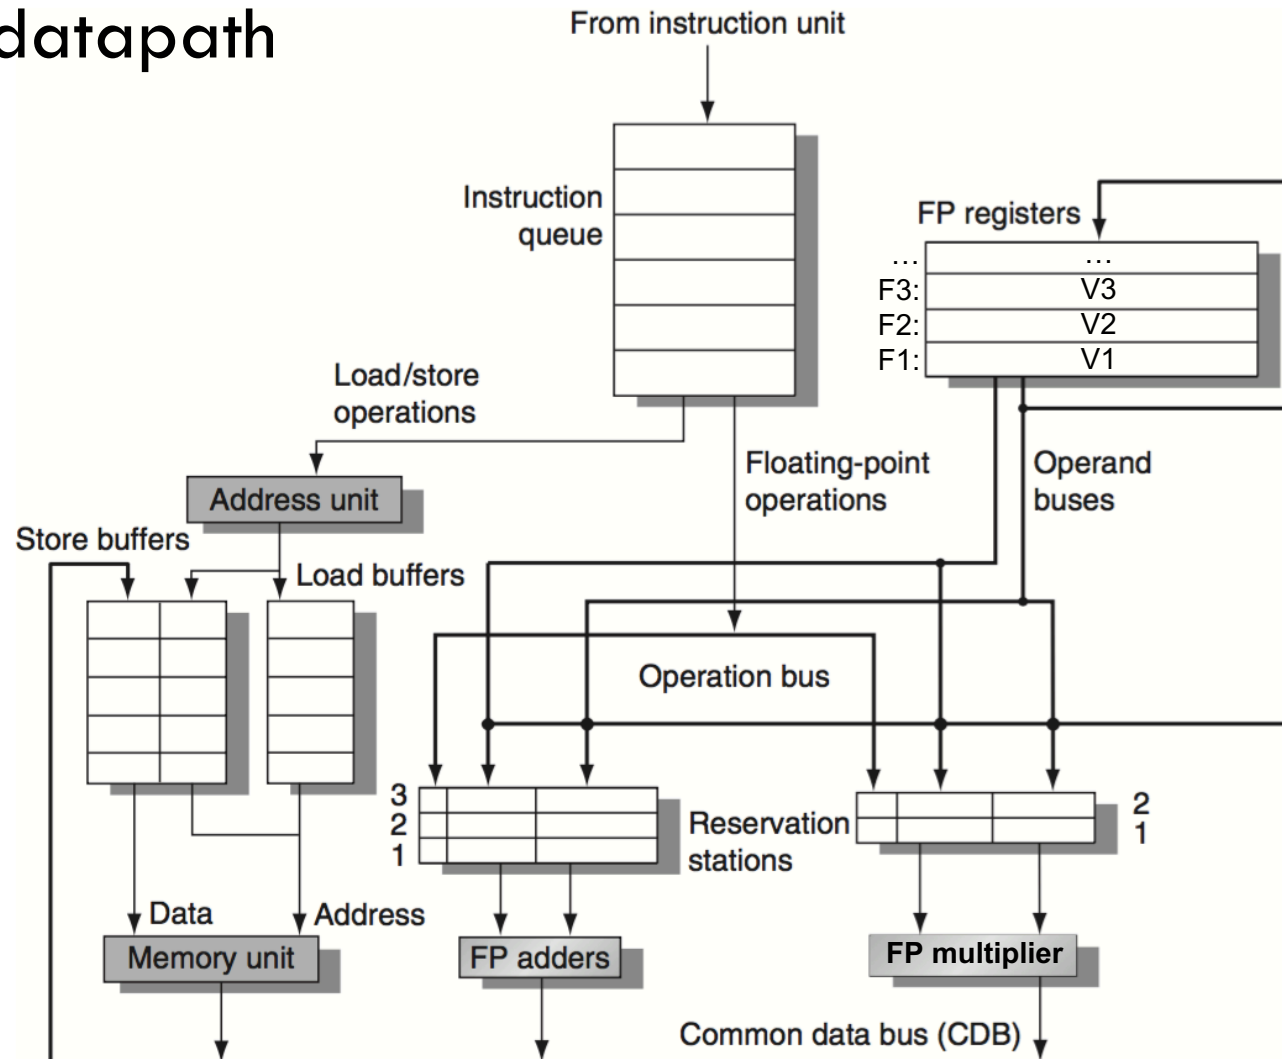 datapath
From instruction unit
Instruction
queue
FP registers
... ...
F3: V3
F2: V2
F1: V1
Load/store
operations
Floating-point
operations
Operand
buses
Address unit
Store buffers
Load buffers
Operation bus
3
2
1
Reservation
stations
2
1
Data
Address
Memory unit
FP adders
FP multiplier
Common data bus (CDB)